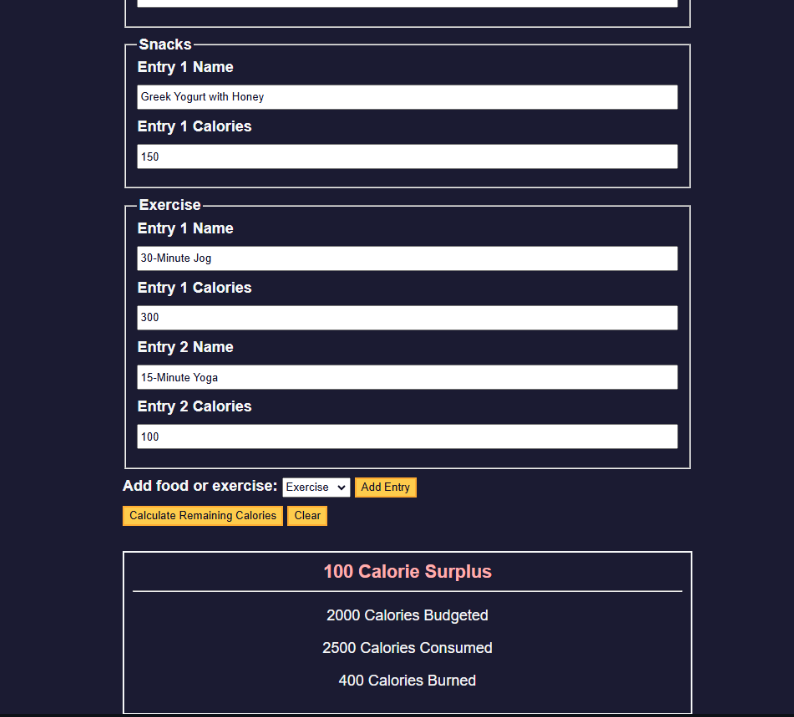 Snacks
Entry 1 Name
Greek Yogurt with Honey
Entry 1 Calories
150
Exercise
Entry 1 Name
30-Minute Jog
Entry 1 Calories
300
Entry 2 Name
15-Minute Yoga
Entry 2 Calories
100
Add food or exercise: Exercise Add Entry
Calculate Remaining Calories Clear
100 Calorie Surplus
2000 Calories Budgeted
2500 Calories Consumed
400 Calories Burned